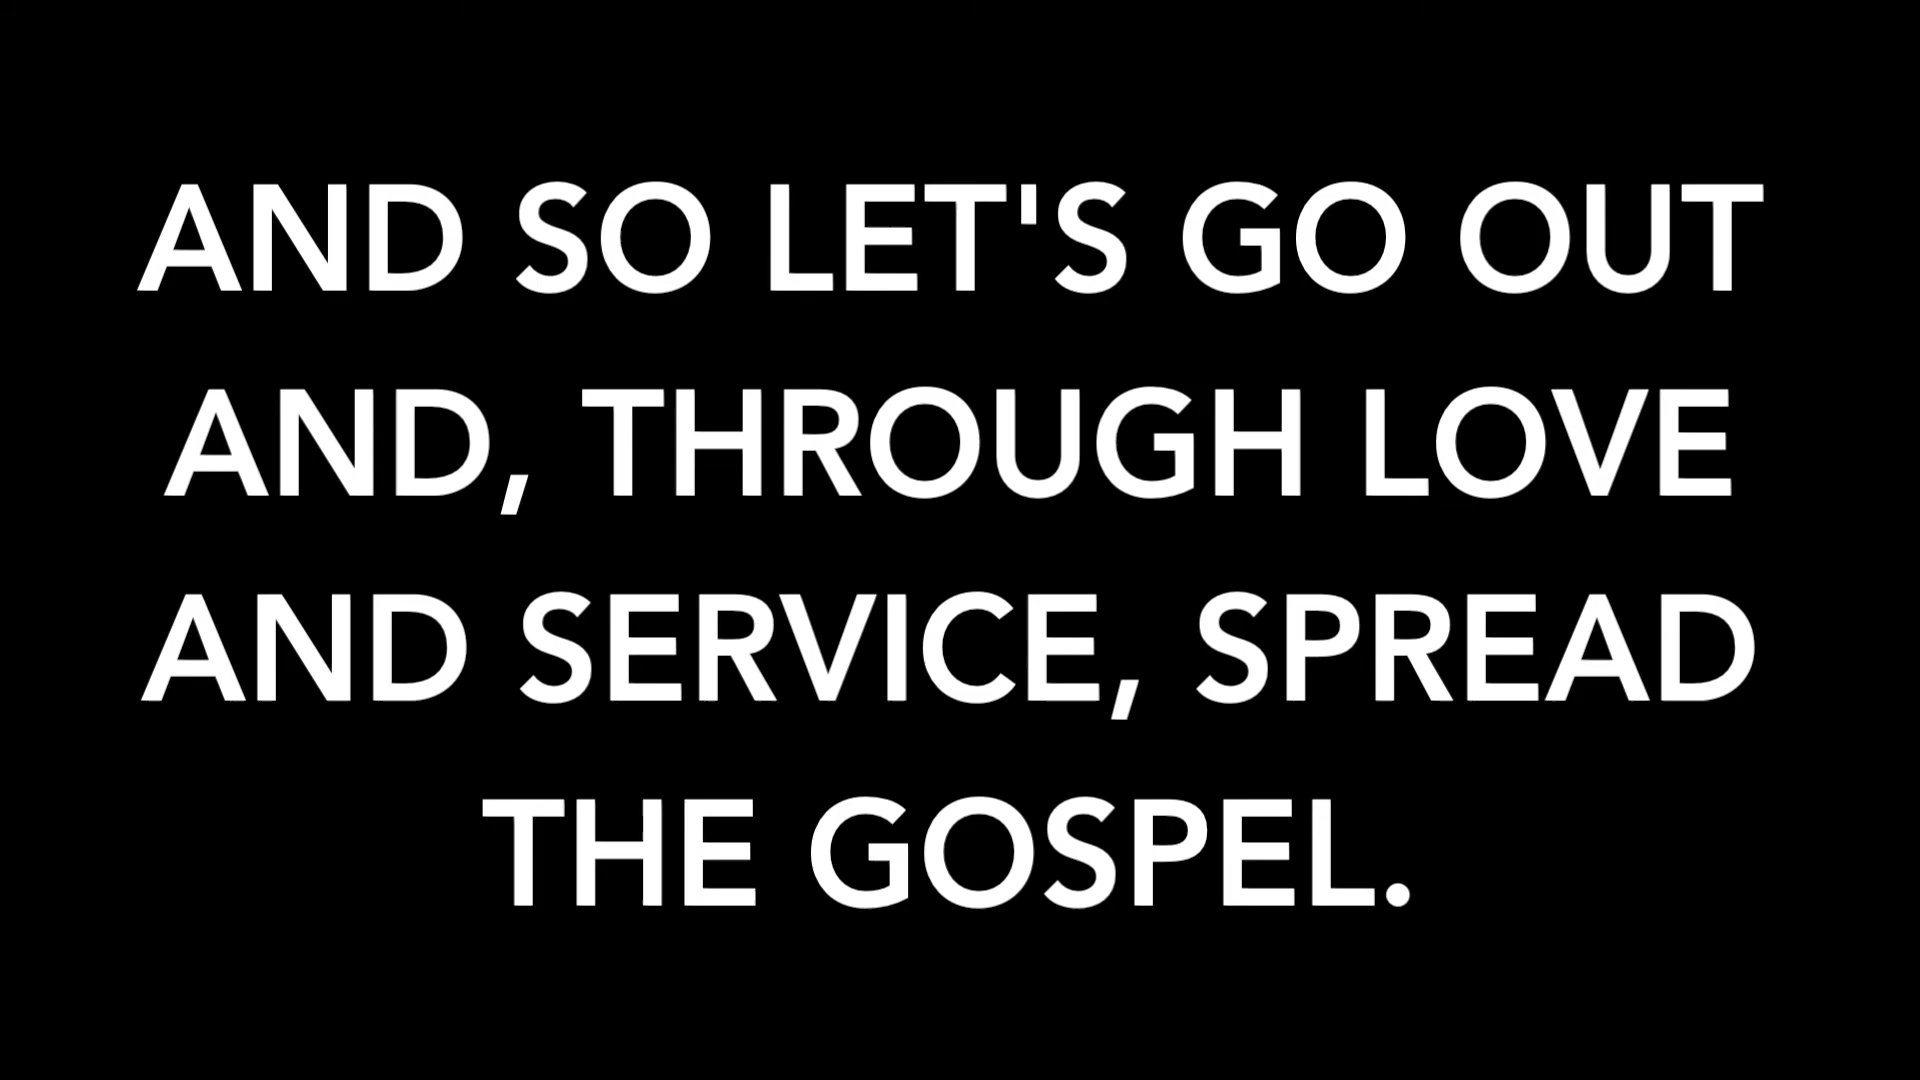 AND SO LET'S GO OUT
AND, THROUGH LOVE
AND SERVICE, SPREAD
THE GOSPEL.